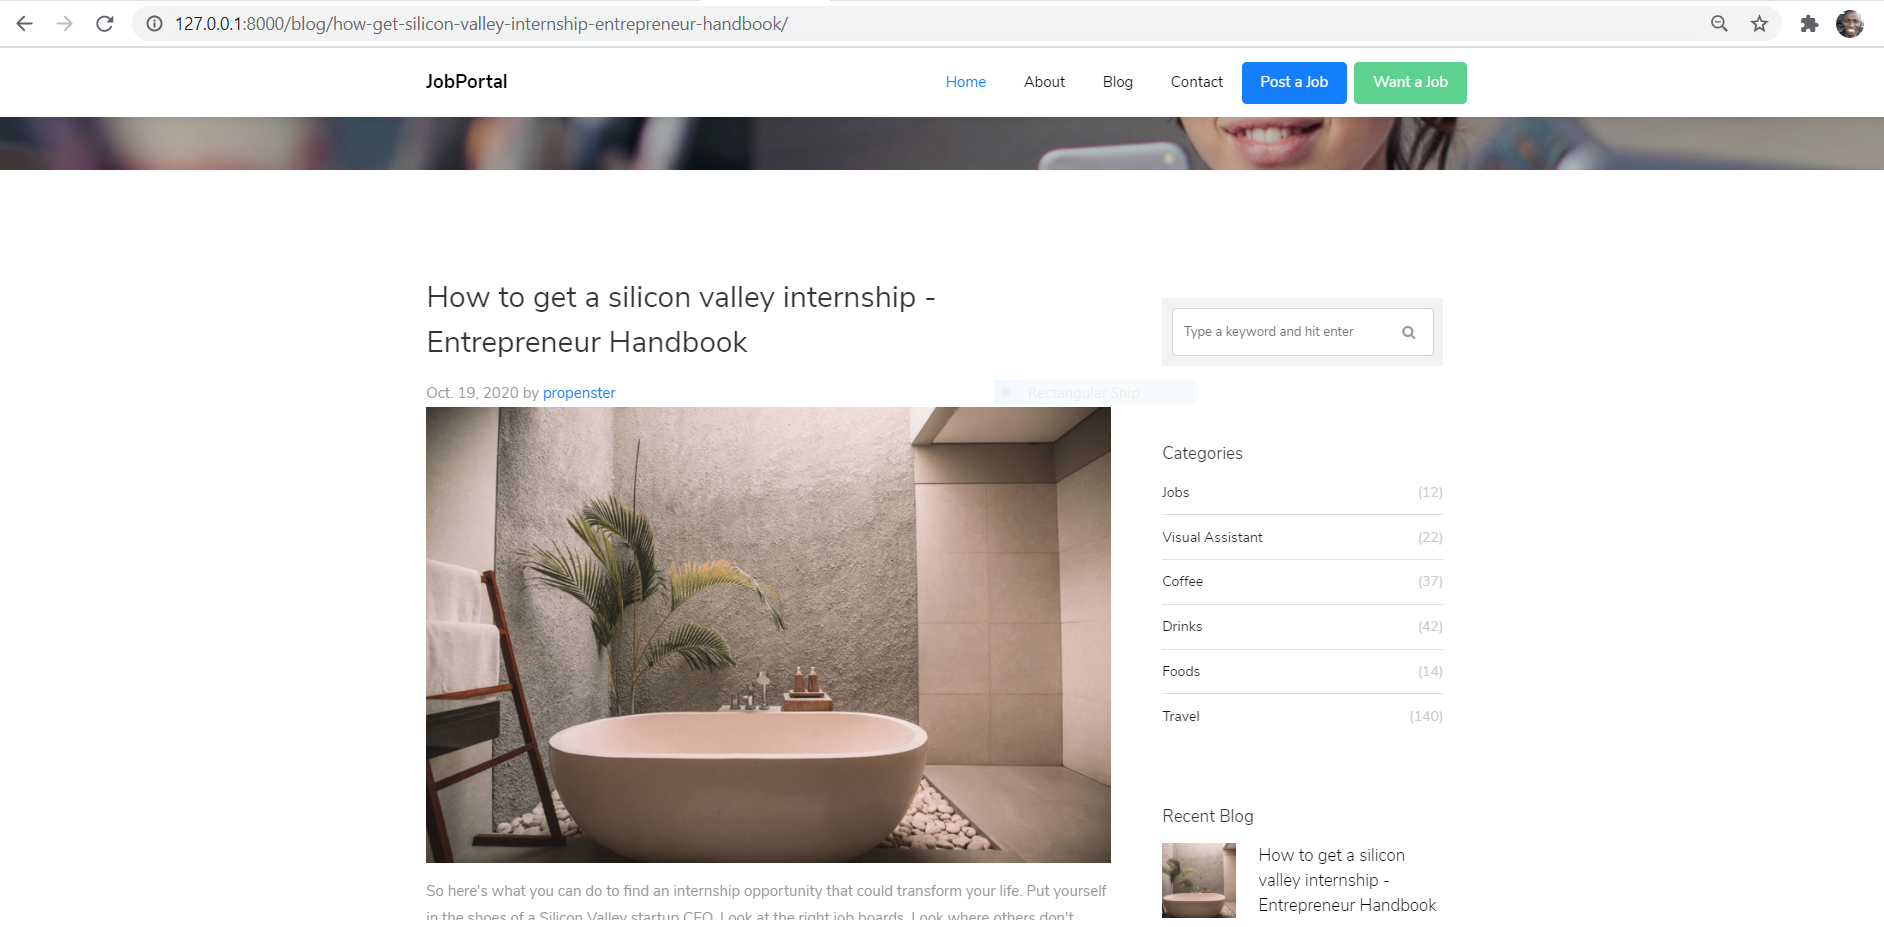 127.0.0.1:8000/blog/how-get-silicon-valley-internship-entrepreneur-handbook/
JobPortal
Home
About
Blog
Contact
Post a Job
Want a Job
How to get a silicon valley internship -
Entrepreneur Handbook
Oct. 19, 2020 by propenster
Rectangular Snip
So here's what you can do to find an internship opportunity that could transform your life. Put yourself
in the shoes of a Silicon Valley startup CEO. Look at the right job boards. Look where others don't
Type a keyword and hit enter
Categories
Jobs (12)
Visual Assistant (22)
Coffee (37)
Drinks (42)
Foods (14)
Travel (140)
Recent Blog
How to get a silicon
valley internship -
Entrepreneur Handbook